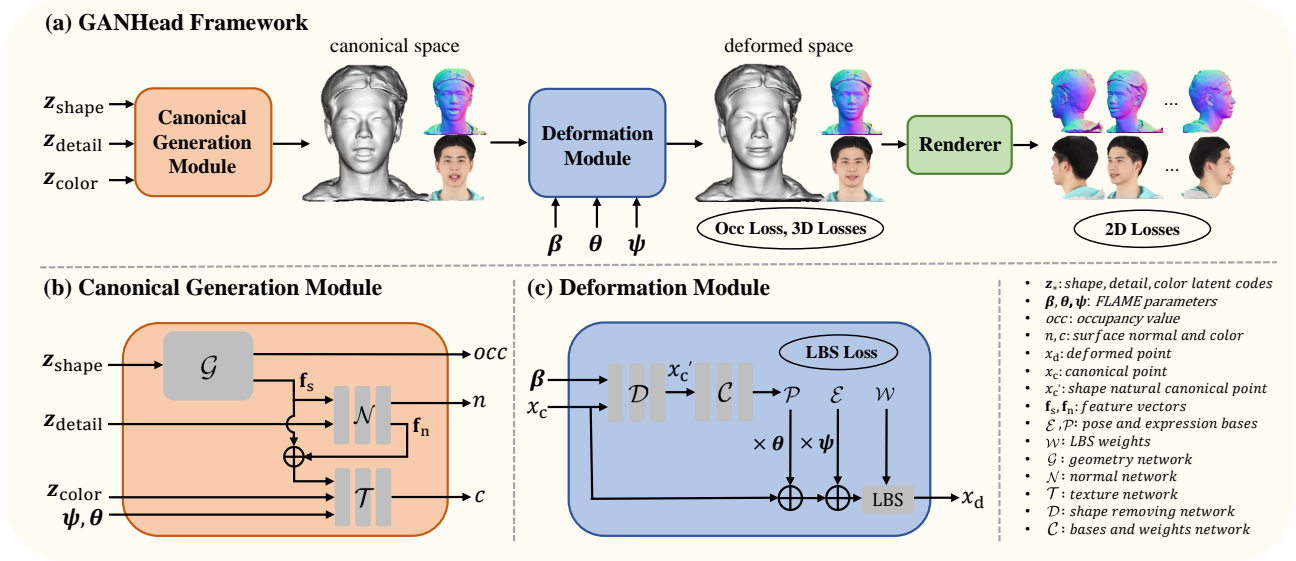 (a) GANHead Framework
canonical space
deformed space
z_shape
z_detail
z_color
Canonical
Generation
Module
Deformation
Module
Renderer
...
...
β θ ψ
Occ Loss, 3D Losses
2D Losses
(b) Canonical Generation Module
z_shape
𝒢
occ
f_s
z_detail
𝒩
n
f_n
z_color
ψ, θ
𝒯
c
(c) Deformation Module
LBS Loss
β
x_c
𝒟
x_c'
𝒞
𝒫 ℰ 𝒲
× θ × ψ
LBS
x_d
• z_*: shape, detail, color latent codes
• β, θ, ψ: FLAME parameters
• occ: occupancy value
• n, c: surface normal and color
• x_d: deformed point
• x_c: canonical point
• x_c': shape natural canonical point
• f_s, f_n: feature vectors
• ℰ, 𝒫: pose and expression bases
• 𝒲: LBS weights
• 𝒢: geometry network
• 𝒩: normal network
• 𝒯: texture network
• 𝒟: shape removing network
• 𝒞: bases and weights network